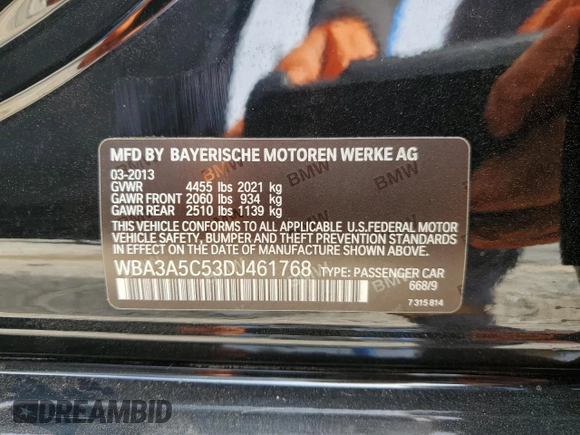 MFD BY BAYERISCHE MOTOREN WERKE AG
03-2013
GVWR 4455 lbs 2021 kg
GAWR FRONT 2060 lbs 934 kg
GAWR REAR 2510 lbs 1139 kg
THIS VEHICLE CONFORMS TO ALL APPLICABLE U.S.FEDERAL MOTOR
VEHICLE SAFETY, BUMPER AND THEFT PREVENTION STANDARDS
IN EFFECT ON THE DATE OF MANUFACTURE SHOWN ABOVE.
WBA3A5C53DJ461768 TYPE: PASSENGER CAR
668/9
7 315 814
BMW BMW BMW BMW
DREAMBID